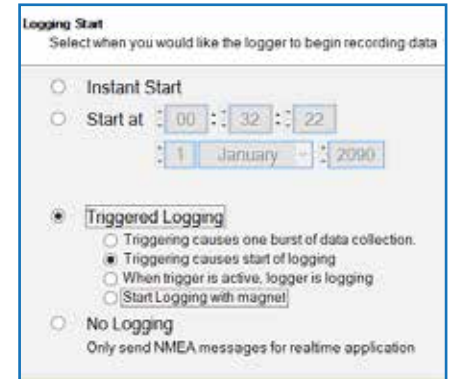 Logging Start
Select when you would like the logger to begin recording data
Instant Start
Start at 00 : 32 : 22
1 January 2090
Triggered Logging
Triggering causes one burst of data collection.
Triggering causes start of logging
When trigger is active, logger is logging
Start Logging with magnet
No Logging
Only send NMEA messages for realtime application